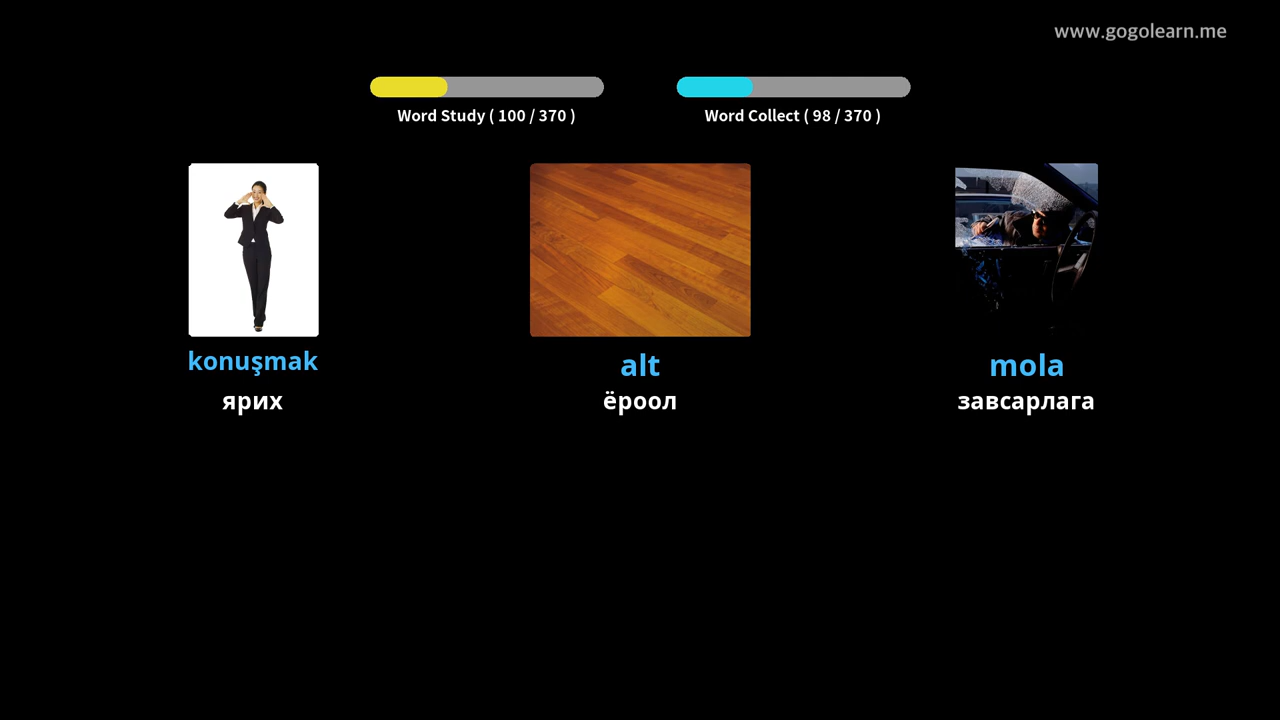 www.gogolearn.me
Word Study ( 100 / 370 )
Word Collect ( 98 / 370 )
konuşmak
alt
mola
ярих
ёроол
завсарлага